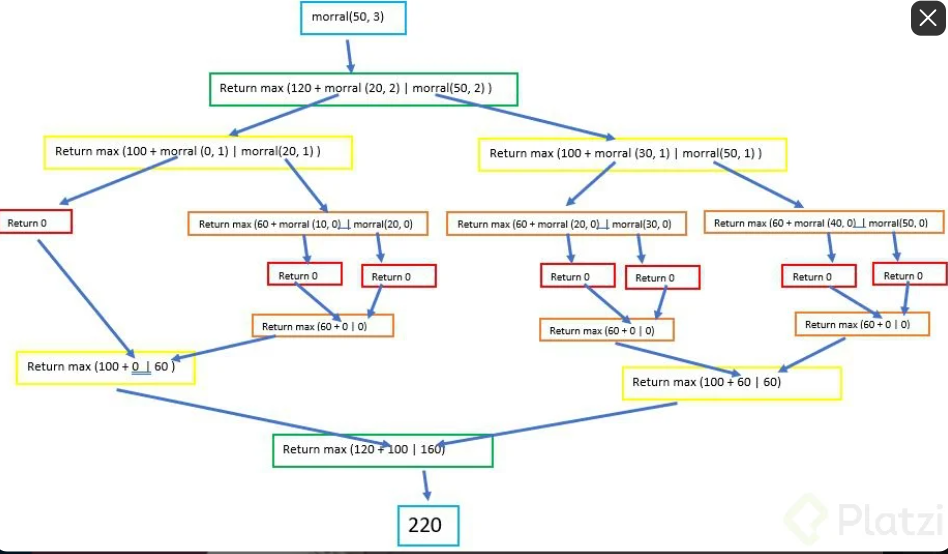 morral(50, 3)
Return max (120 + morral (20, 2) | morral(50, 2) )
Return max (100 + morral (0, 1) | morral(20, 1) )
Return max (100 + morral (30, 1) | morral(50, 1) )
Return 0
Return max (60 + morral (10, 0) | morral(20, 0)
Return max (60 + morral (20, 0) | morral(30, 0)
Return max (60 + morral (40, 0) | morral(50, 0)
Return 0
Return 0
Return 0
Return 0
Return 0
Return 0
Return max (60 + 0 | 0)
Return max (60 + 0 | 0)
Return max (60 + 0 | 0)
Return max (100 + 0 | 60 )
Return max (100 + 60 | 60)
Return max (120 + 100 | 160)
220
Platzi